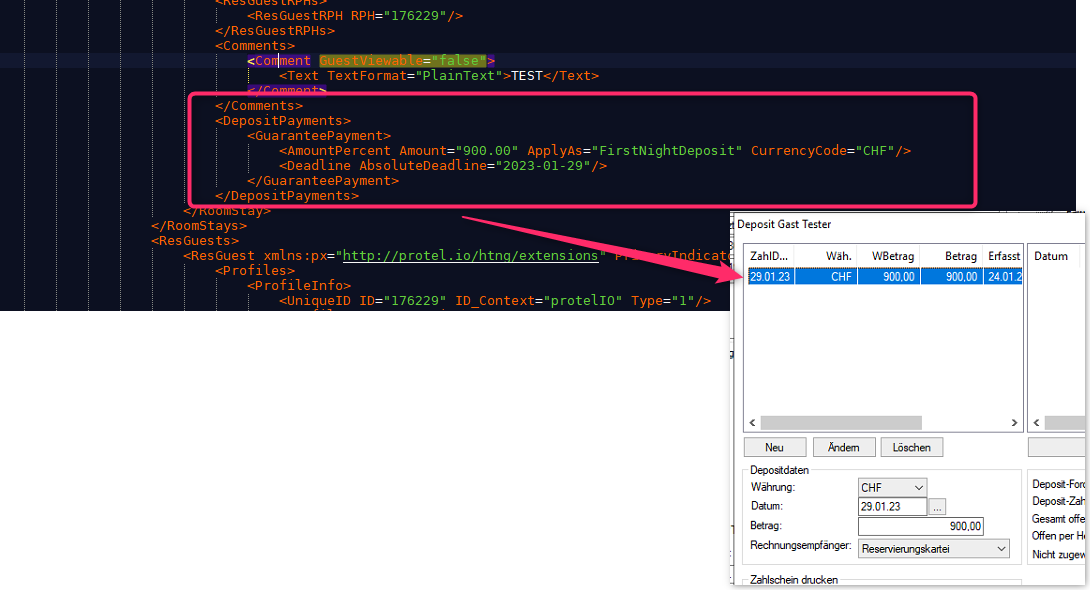 <ResGuestRPHs>
<ResGuestRPH RPH="176229"/>
</ResGuestRPHs>
<Comments>
<Comment GuestViewable="false">
<Text TextFormat="PlainText">TEST</Text>
</Comment>
</Comments>
<DepositPayments>
<GuaranteePayment>
<AmountPercent Amount="900.00" ApplyAs="FirstNightDeposit" CurrencyCode="CHF"/>
<Deadline AbsoluteDeadline="2023-01-29"/>
</GuaranteePayment>
</DepositPayments>
</RoomStay>
</RoomStays>
<ResGuests>
<ResGuest xmlns:px="http://protel.io/htng/extensions" PrimaryIndicat
<Profiles>
<ProfileInfo>
<UniqueID ID="176229" ID_Context="protelIO" Type="1"/>
Deposit Gast Tester
ZahlD... Wäh. WBetrag Betrag Erfasst
29.01.23 CHF 900,00 900,00 24.01.2
Datum
Neu Ändern Löschen
Depositdaten
Währung: CHF
Datum: 29.01.23 ...
Betrag: 900,00
Rechnungsempfänger: Reservierungskartei
Zahlschein drucken
Deposit-Ford
Deposit-Zah
Gesamt offe
Offen per He
Nicht zugew